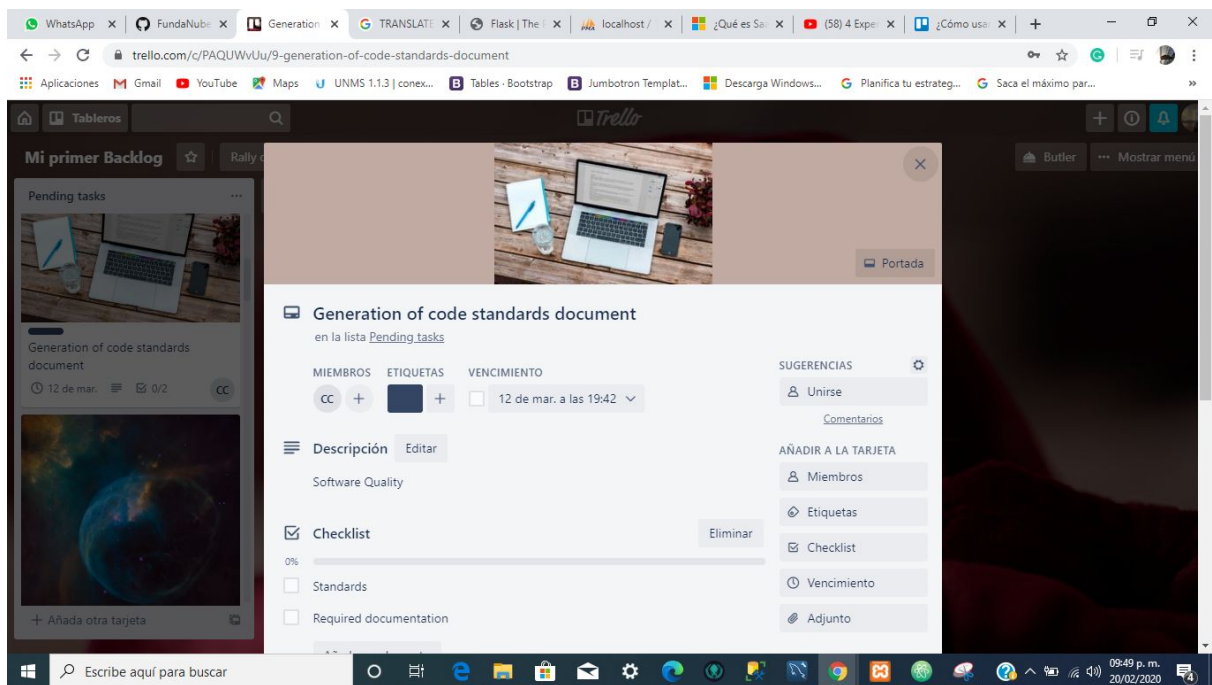 WhatsApp
FundaNube
Generation
TRANSLATE
Flask | The
localhost /
¿Qué es Sa
(58) 4 Expe
¿Cómo usa
trello.com/c/PAQUWvUu/9-generation-of-code-standards-document
Aplicaciones
Gmail
YouTube
Maps
UNMS 1.1.3 | conex...
Tables · Bootstrap
Jumbotron Templat...
Descarga Windows...
Planifica tu estrateg...
Saca el máximo par...
»
Tableros
Trello
Mi primer Backlog
Rally
Butler
Mostrar menú
Pending tasks
Portada
Generation of code standards
document
12 de mar.
0/2
CC
+ Añada otra tarjeta
Generation of code standards document
en la lista Pending tasks
MIEMBROS
ETIQUETAS
VENCIMIENTO
CC
12 de mar. a las 19:42
Descripción
Editar
Software Quality
Checklist
Eliminar
0%
Standards
Required documentation
SUGERENCIAS
Unirse
Comentarios
AÑADIR A LA TARJETA
Miembros
Etiquetas
Checklist
Vencimiento
Adjunto
Escribe aquí para buscar
09:49 p. m.
20/02/2020
4